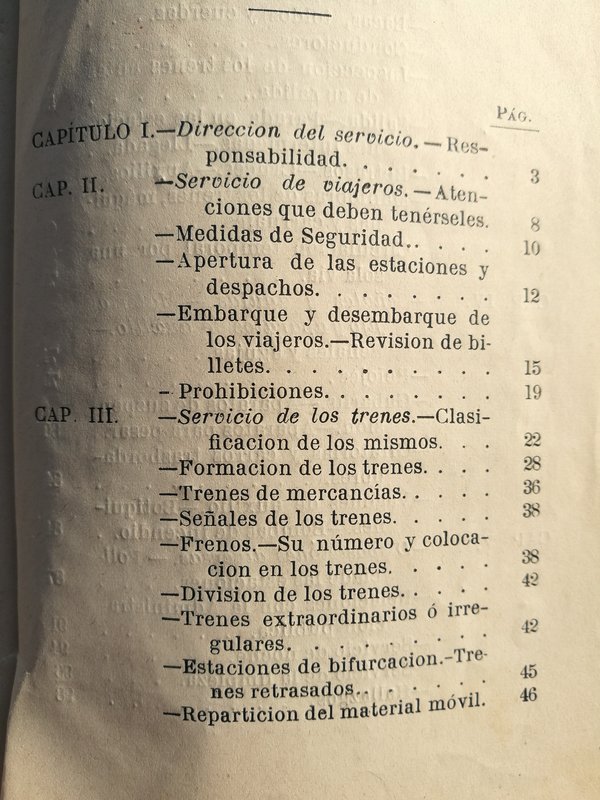 PÁG.
CAPÍTULO I.—Direccion del servicio.—Res-
ponsabilidad. . . . . . . 3
CAP. II. —Servicio de viajeros.—Aten-
ciones que deben tenérseles. 8
—Medidas de Seguridad.. . . . 10
—Apertura de las estaciones y
despachos. . . . . . . . 12
—Embarque y desembarque de
los viajeros.—Revision de bi-
lletes. . . . . . . . . . 15
—Prohibiciones. . . . . . . 19
CAP. III. —Servicio de los trenes.—Clasi-
ficacion de los mismos. . . 22
—Formacion de los trenes. . . . 28
—Trenes de mercancías. . . . . 36
—Señales de los trenes. . . . . 38
—Frenos.—Su número y coloca-
cion en los trenes. . . . . 38
—Division de los trenes. . . . . 42
—Trenes extraordinarios ó irre-
gulares. . . . . . . . . 42
—Estaciones de bifurcacion.—Tre-
nes retrasados.. . . . . . 45
—Reparticion del material móvil. 46